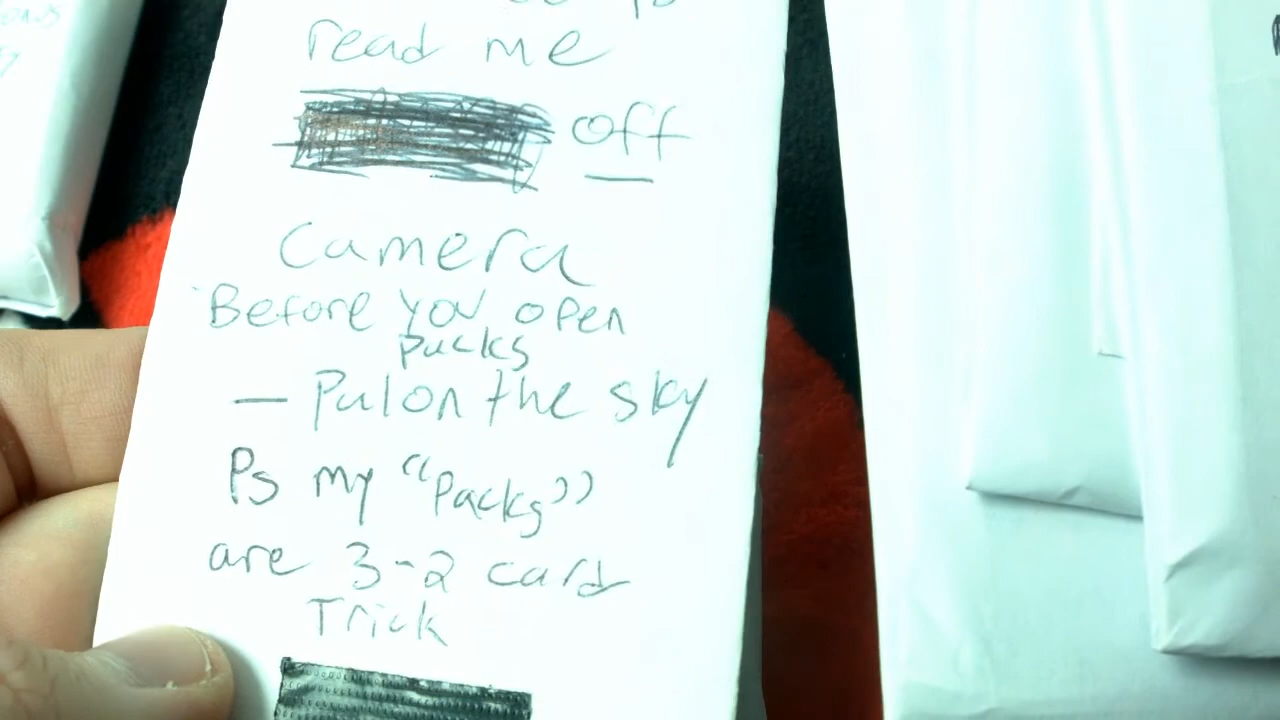 read me
off
camera
Before you open
packs
— Pulon the sky
Ps my "Packs"
are 3-2 card
Trick